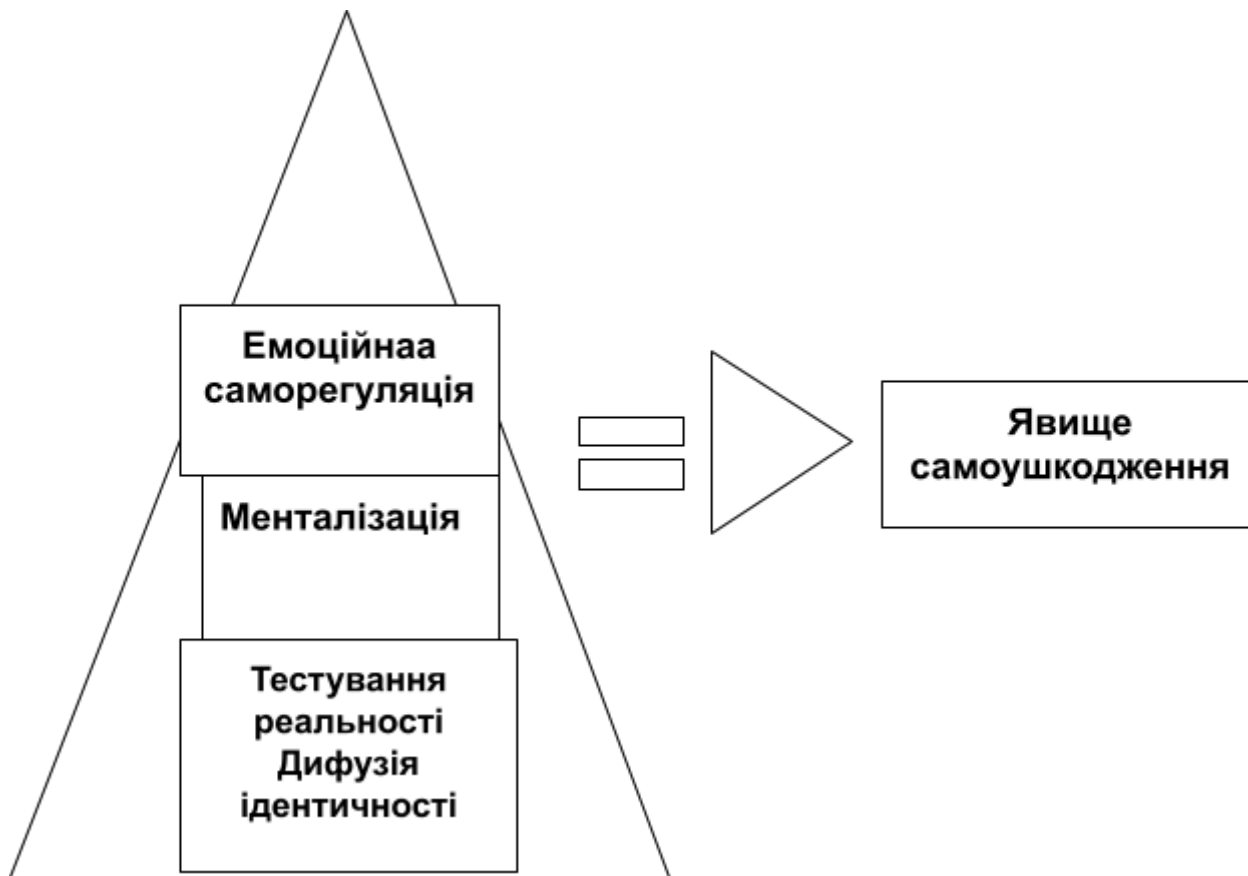 Емоційнаа
саморегуляція
Менталізація
Тестування
реальності
Дифузія
ідентичності
Явище
самоушкодження